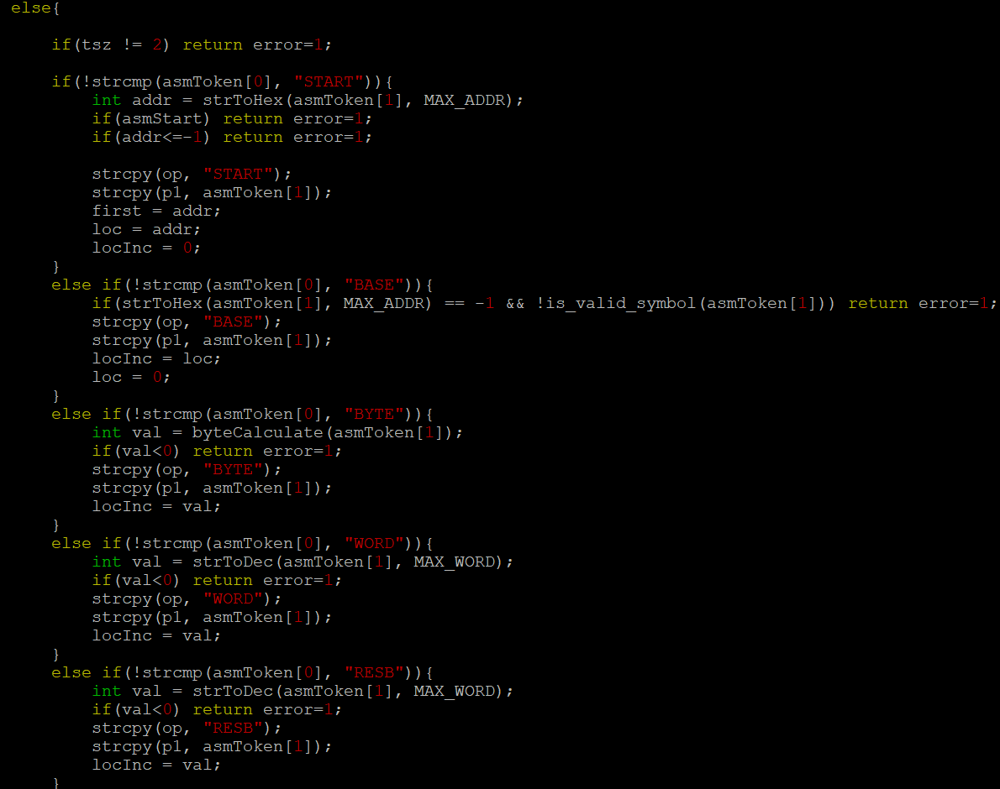 else{
if(tsz != 2) return error=1;
if(!strcmp(asmToken[0], "START")){
int addr = strToHex(asmToken[1], MAX_ADDR);
if(asmStart) return error=1;
if(addr<=-1) return error=1;
strcpy(op, "START");
strcpy(p1, asmToken[1]);
first = addr;
loc = addr;
locInc = 0;
}
else if(!strcmp(asmToken[0], "BASE")){
if(strToHex(asmToken[1], MAX_ADDR) == -1 && !is_valid_symbol(asmToken[1])) return error=1;
strcpy(op, "BASE");
strcpy(p1, asmToken[1]);
locInc = loc;
loc = 0;
}
else if(!strcmp(asmToken[0], "BYTE")){
int val = byteCalculate(asmToken[1]);
if(val<0) return error=1;
strcpy(op, "BYTE");
strcpy(p1, asmToken[1]);
locInc = val;
}
else if(!strcmp(asmToken[0], "WORD")){
int val = strToDec(asmToken[1], MAX_WORD);
if(val<0) return error=1;
strcpy(op, "WORD");
strcpy(p1, asmToken[1]);
locInc = val;
}
else if(!strcmp(asmToken[0], "RESB")){
int val = strToDec(asmToken[1], MAX_WORD);
if(val<0) return error=1;
strcpy(op, "RESB");
strcpy(p1, asmToken[1]);
locInc = val;
}